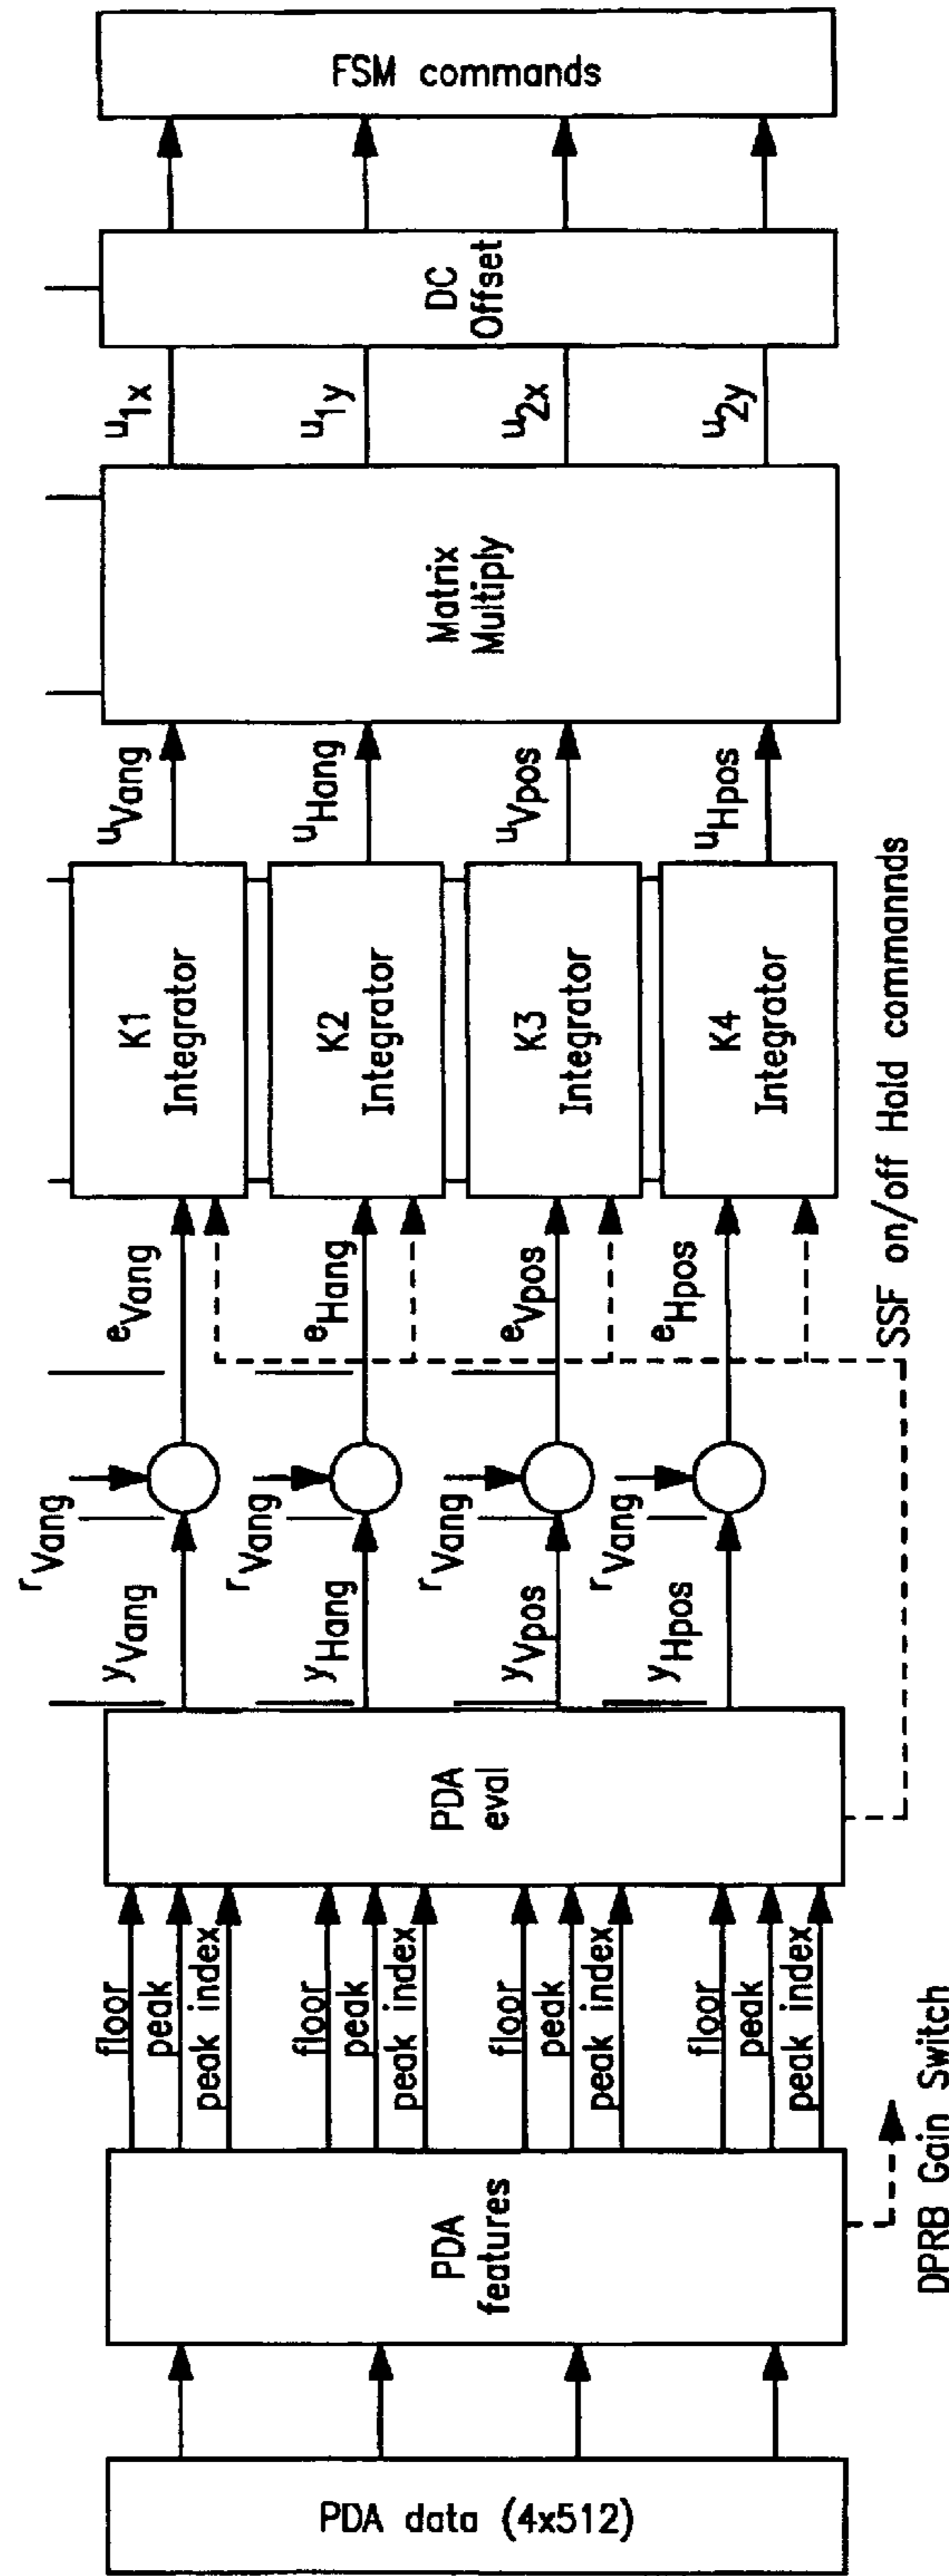 PDA data (4x512)
PDA
features
DPRB Gain Switch
floor
peak
peak index
floor
peak
peak index
floor
peak
peak index
floor
peak
peak index
PDA
eval
yVang
yHang
yVpos
yHpos
rVang
rVang
rVang
rVang
eVang
eHang
eVpos
eHpos
SSF on/off Hold commannds
K1
Integrator
K2
Integrator
K3
Integrator
K4
Integrator
uVang
uHang
uVpos
uHpos
Matrix
Multiply
u1x
u1y
u2x
u2y
DC
Offset
FSM commands